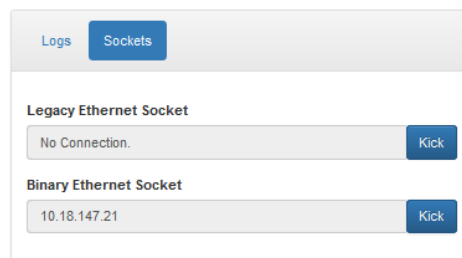 Logs Sockets
Legacy Ethernet Socket
No Connection. Kick
Binary Ethernet Socket
10.18.147.21 Kick